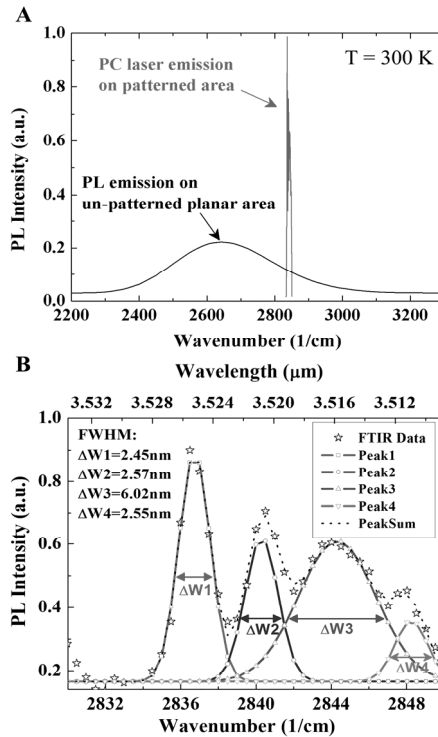 A
T = 300 K
PC laser emission
on patterned area
PL emission on
un-patterned planar area
PL Intensity (a.u.)
1.0
0.8
0.6
0.4
0.2
0.0
2200 2400 2600 2800 3000 3200
Wavenumber (1/cm)
B
Wavelength (μm)
3.532 3.528 3.524 3.520 3.516 3.512
FWHM:
ΔW1=2.45nm
ΔW2=2.57nm
ΔW3=6.02nm
ΔW4=2.55nm
FTIR Data
Peak1
Peak2
Peak3
Peak4
PeakSum
ΔW1
ΔW2
ΔW3
ΔW4
PL Intensity (a.u.)
1.0
0.8
0.6
0.4
0.2
2832 2836 2840 2844 2848
Wavenumber (1/cm)